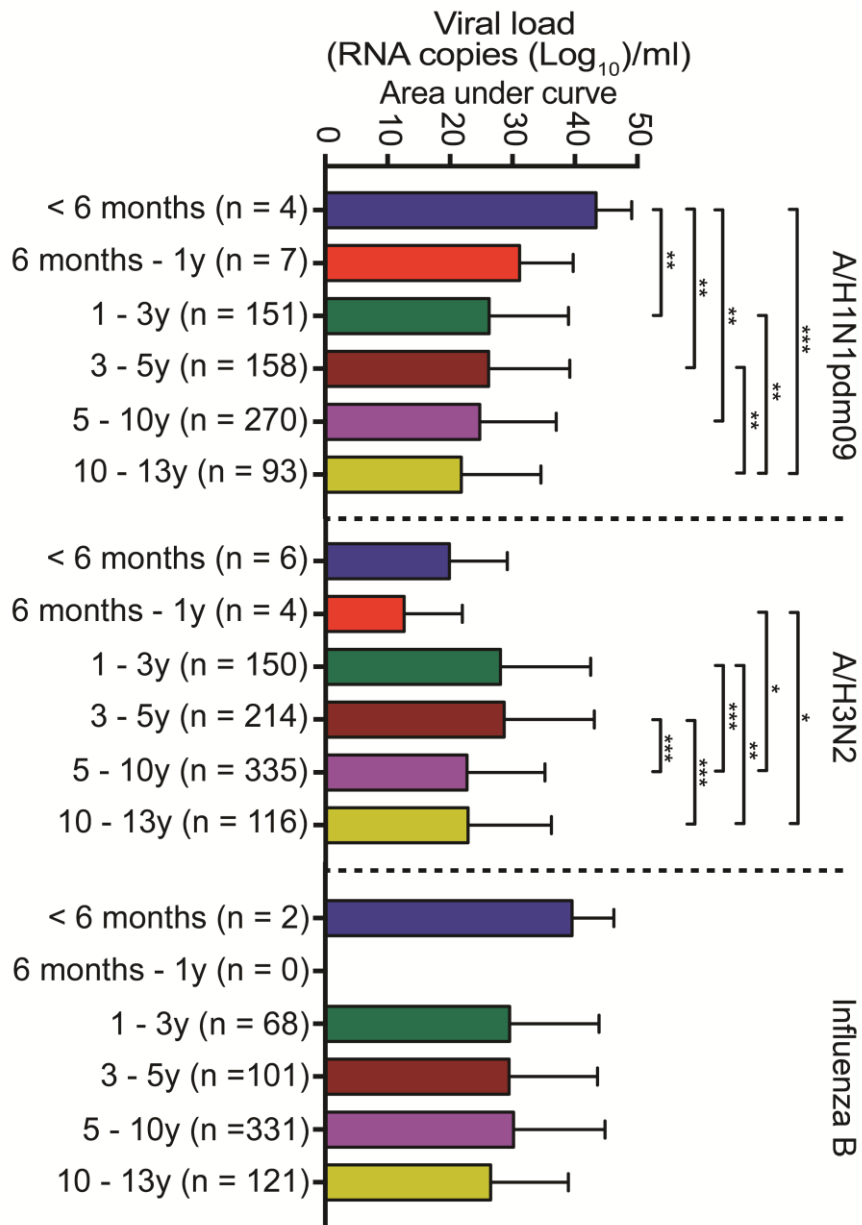 Viral load
(RNA copies (Log10)/ml)
Area under curve
0
10
20
30
40
50
A/H1N1pdm09
< 6 months (n = 4)
6 months - 1y (n = 7)
1 - 3y (n = 151)
3 - 5y (n = 158)
5 - 10y (n = 270)
10 - 13y (n = 93)
**
**
**
**
**
***
A/H3N2
< 6 months (n = 6)
6 months - 1y (n = 4)
1 - 3y (n = 150)
3 - 5y (n = 214)
5 - 10y (n = 335)
10 - 13y (n = 116)
***
***
***
**
*
*
Influenza B
< 6 months (n = 2)
6 months - 1y (n = 0)
1 - 3y (n = 68)
3 - 5y (n =101)
5 - 10y (n =331)
10 - 13y (n = 121)